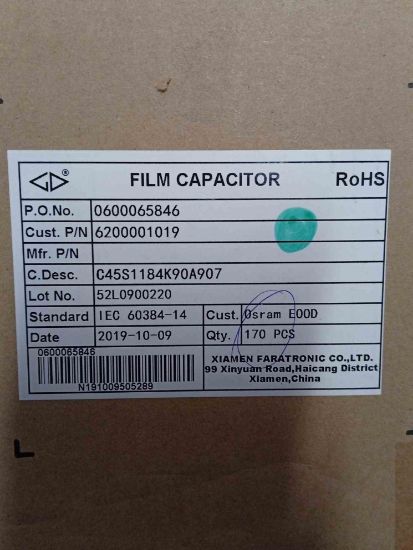 ® FILM CAPACITOR RoHS
P.O.No. 0600065846
Cust. P/N 6200001019
Mfr. P/N
C.Desc. C45S1184K90A907
Lot No. 52L0900220
Standard IEC 60384-14 Cust. Osram EOOD
Date 2019-10-09 Qty. 170 PCS
0600065846
N191009505289
XIAMEN FARATRONIC CO.,LTD.
99 Xinyuan Road,Haicang District
Xiamen,China